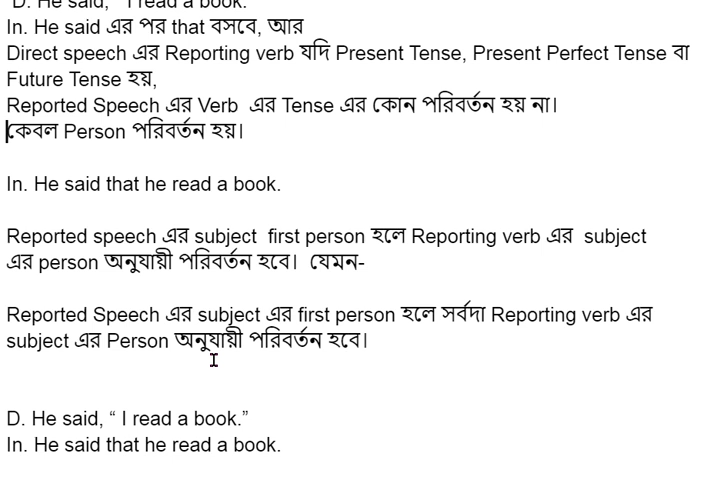 D. He said, “ I read a book.”
In. He said এর পর that বসবে, আর
Direct speech এর Reporting verb যদি Present Tense, Present Perfect Tense বা
Future Tense হয়,
Reported Speech এর Verb এর Tense এর কোন পরিবর্তন হয় না।
কেবল Person পরিবর্তন হয়।
In. He said that he read a book.
Reported speech এর subject first person হলে Reporting verb এর subject
এর person অনুযায়ী পরিবর্তন হবে। যেমন-
Reported Speech এর subject এর first person হলে সর্বদা Reporting verb এর
subject এর Person অনুযায়ী পরিবর্তন হবে।
D. He said, “ I read a book.”
In. He said that he read a book.